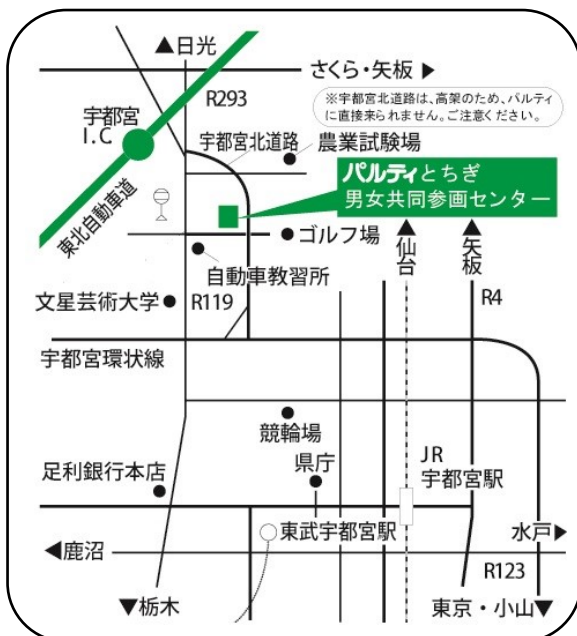 ▲日光
さくら・矢板▶
R293
※宇都宮北道路は、高架のため、パルティ
に直接来られません。ご注意ください。
宇都宮
I.C
宇都宮北道路
農業試験場
パルティとちぎ
男女共同参画センター
東北自動車道
ゴルフ場
▲仙台
▲矢板
自動車教習所
文星芸術大学
R119
R4
宇都宮環状線
競輪場
JR
宇都宮駅
県庁
足利銀行本店
東武宇都宮駅
水戸▶
◀鹿沼
R123
▼栃木
東京・小山▼